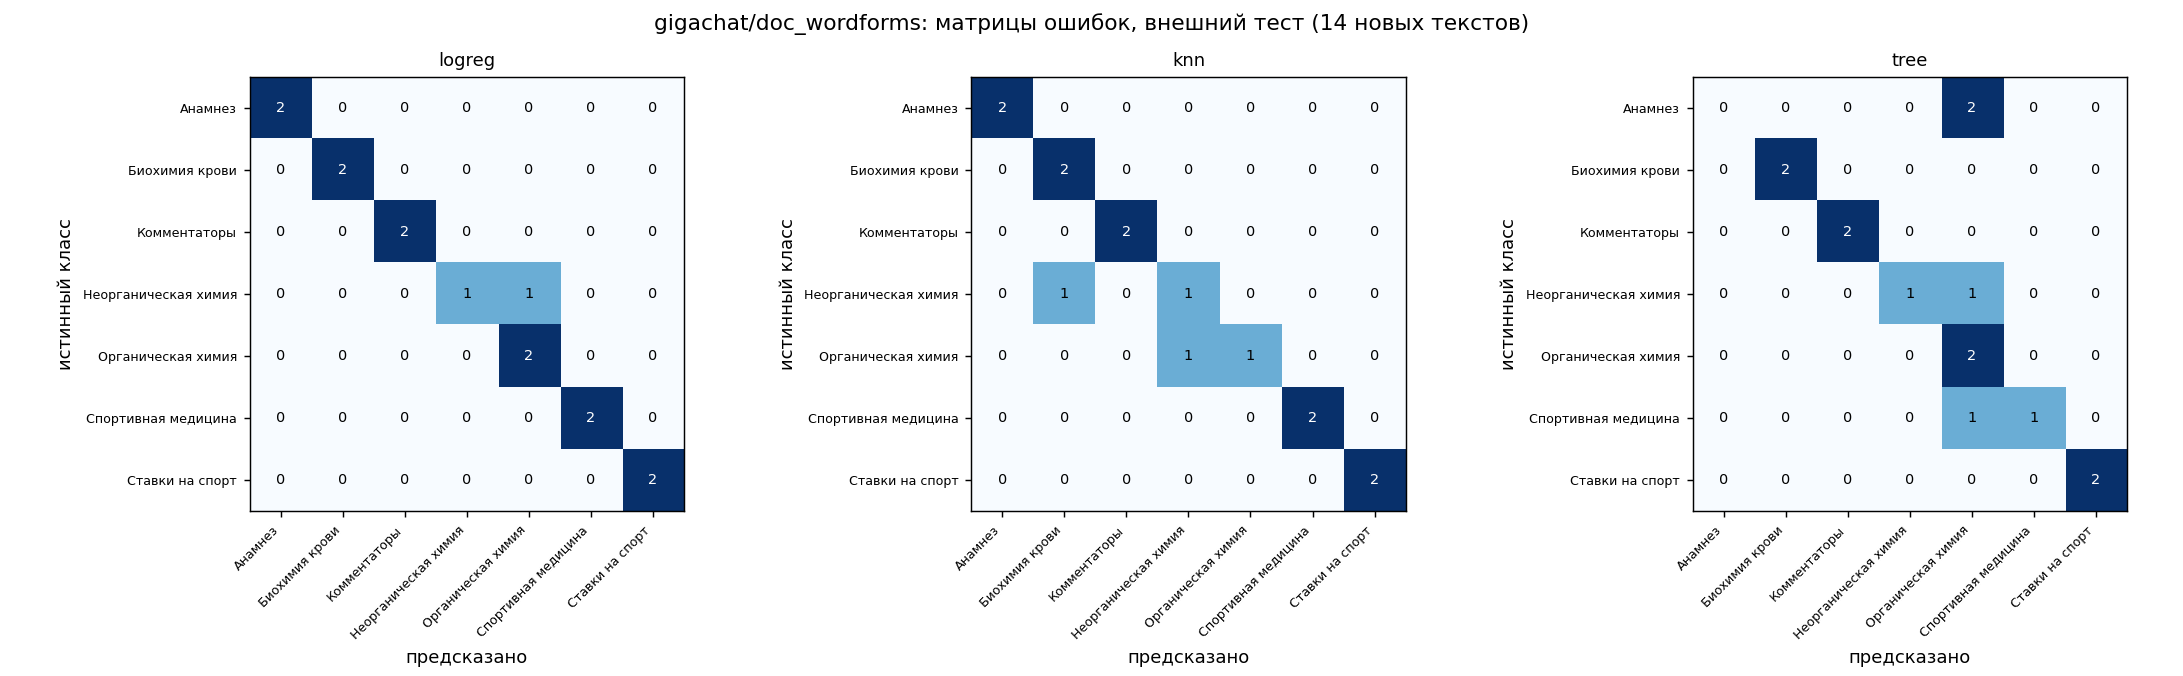 gigachat/doc_wordforms: матрицы ошибок, внешний тест (14 новых текстов)
logreg
истинный класс
Анамнез 2 0 0 0 0 0 0
Биохимия крови 0 2 0 0 0 0 0
Комментаторы 0 0 2 0 0 0 0
Неорганическая химия 0 0 0 1 1 0 0
Органическая химия 0 0 0 0 2 0 0
Спортивная медицина 0 0 0 0 0 2 0
Ставки на спорт 0 0 0 0 0 0 2
Анамнез
Биохимия крови
Комментаторы
Неорганическая химия
Органическая химия
Спортивная медицина
Ставки на спорт
предсказано
knn
истинный класс
Анамнез 2 0 0 0 0 0 0
Биохимия крови 0 2 0 0 0 0 0
Комментаторы 0 0 2 0 0 0 0
Неорганическая химия 0 1 0 1 0 0 0
Органическая химия 0 0 0 1 1 0 0
Спортивная медицина 0 0 0 0 0 2 0
Ставки на спорт 0 0 0 0 0 0 2
Анамнез
Биохимия крови
Комментаторы
Неорганическая химия
Органическая химия
Спортивная медицина
Ставки на спорт
предсказано
tree
истинный класс
Анамнез 0 0 0 0 2 0 0
Биохимия крови 0 2 0 0 0 0 0
Комментаторы 0 0 2 0 0 0 0
Неорганическая химия 0 0 0 1 1 0 0
Органическая химия 0 0 0 0 2 0 0
Спортивная медицина 0 0 0 0 1 1 0
Ставки на спорт 0 0 0 0 0 0 2
Анамнез
Биохимия крови
Комментаторы
Неорганическая химия
Органическая химия
Спортивная медицина
Ставки на спорт
предсказано